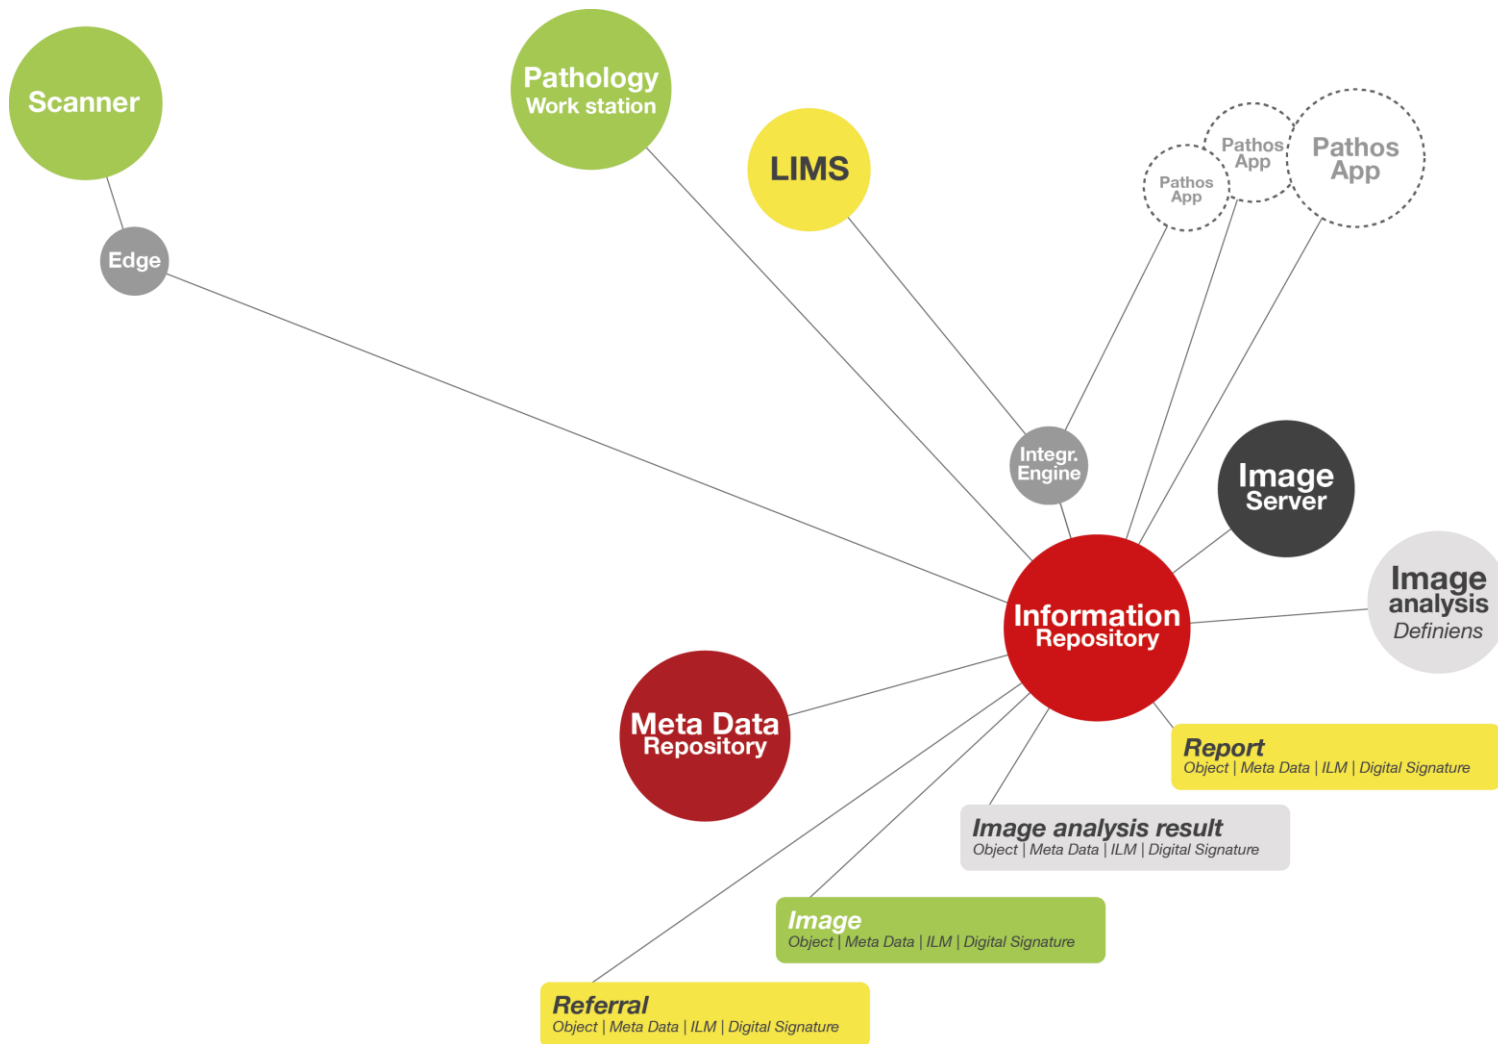 Scanner
Pathology
Work station
LIMS
Pathos
App
Pathos
App
Pathos
App
Edge
Integr.
Engine
Image
Server
Image
analysis
Definiens
Information
Repository
Meta Data
Repository
Report
Object | Meta Data | ILM | Digital Signature
Image analysis result
Object | Meta Data | ILM | Digital Signature
Image
Object | Meta Data | ILM | Digital Signature
Referral
Object | Meta Data | ILM | Digital Signature